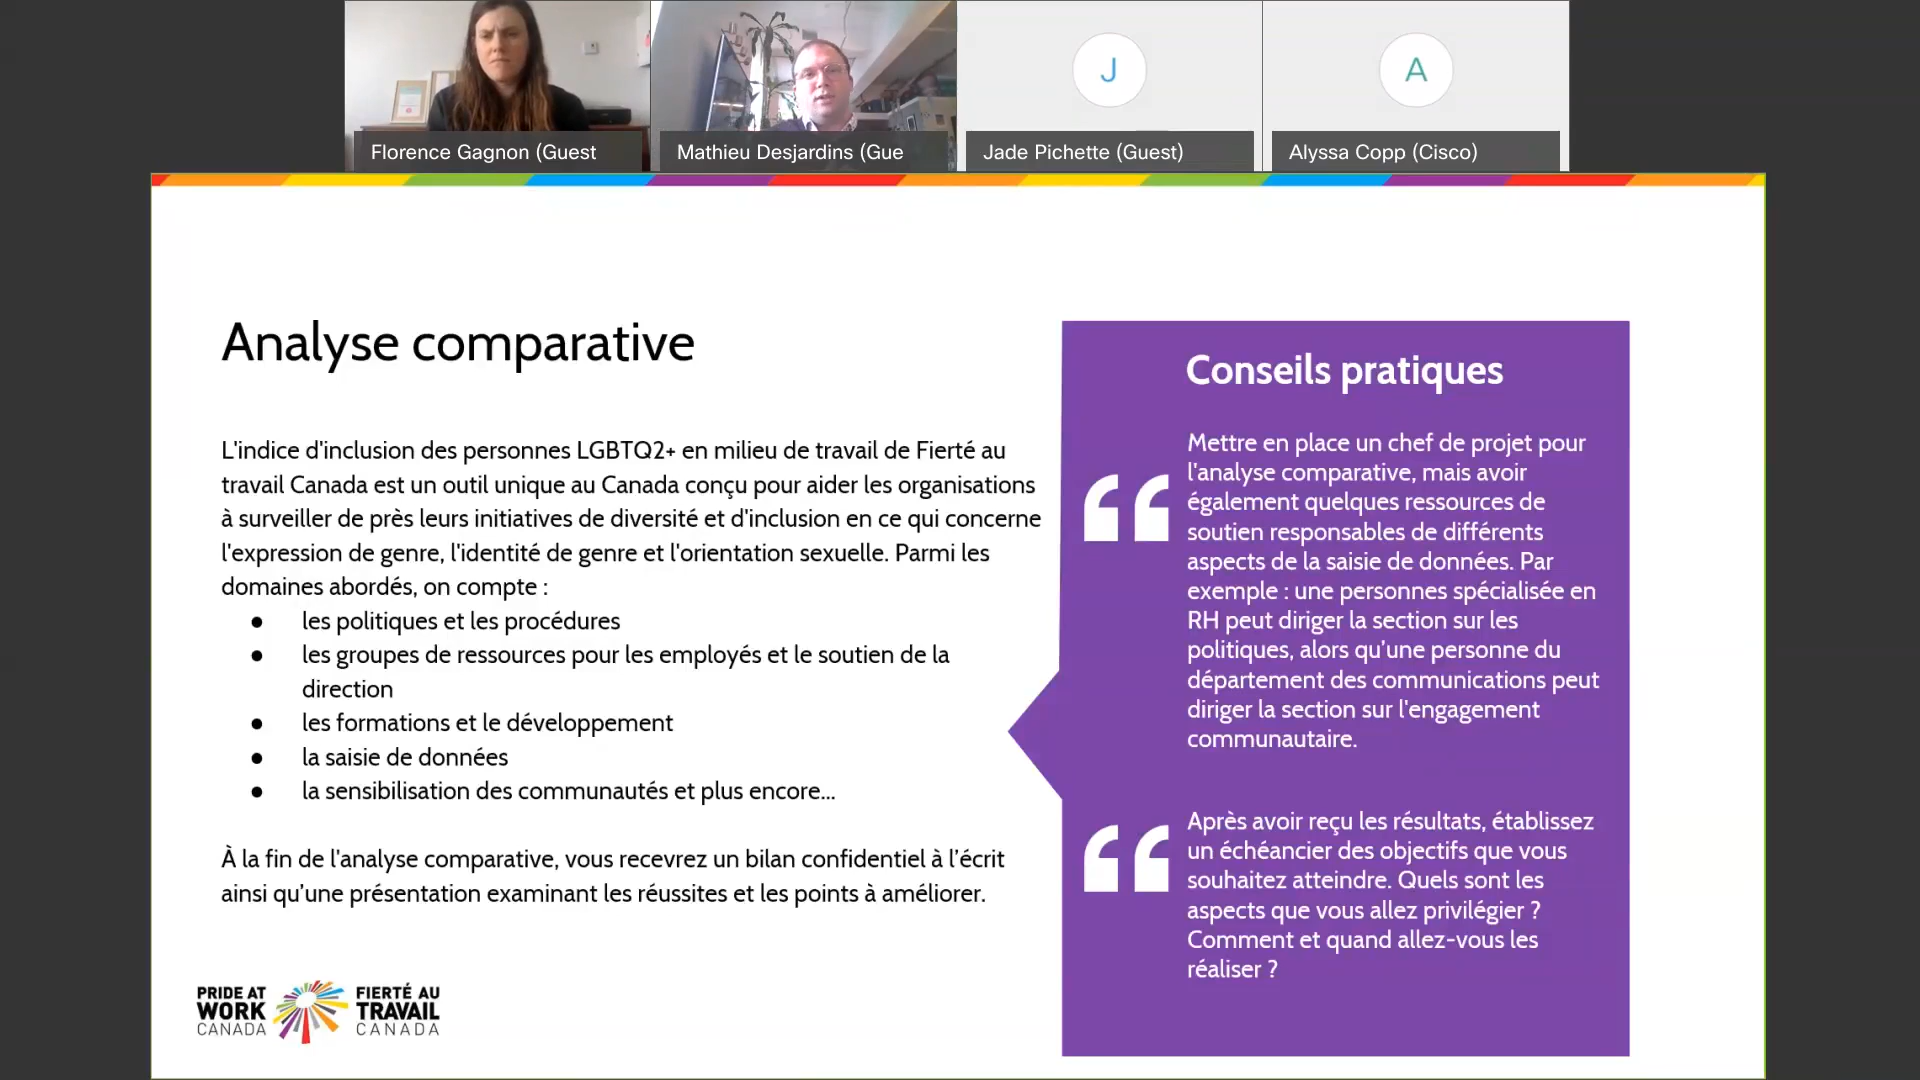 Florence Gagnon (Guest
Mathieu Desjardins (Gue
J
Jade Pichette (Guest)
A
Alyssa Copp (Cisco)
Analyse comparative
L'indice d'inclusion des personnes LGBTQ2+ en milieu de travail de Fierté au
travail Canada est un outil unique au Canada conçu pour aider les organisations
à surveiller de près leurs initiatives de diversité et d'inclusion en ce qui concerne
l'expression de genre, l'identité de genre et l'orientation sexuelle. Parmi les
domaines abordés, on compte :
● les politiques et les procédures
● les groupes de ressources pour les employés et le soutien de la
direction
● les formations et le développement
● la saisie de données
● la sensibilisation des communautés et plus encore...
À la fin de l'analyse comparative, vous recevrez un bilan confidentiel à l’écrit
ainsi qu’une présentation examinant les réussites et les points à améliorer.
Conseils pratiques
“
Mettre en place un chef de projet pour
l'analyse comparative, mais avoir
également quelques ressources de
soutien responsables de différents
aspects de la saisie de données. Par
exemple : une personnes spécialisée en
RH peut diriger la section sur les
politiques, alors qu’une personne du
département des communications peut
diriger la section sur l'engagement
communautaire.
“
Après avoir reçu les résultats, établissez
un échéancier des objectifs que vous
souhaitez atteindre. Quels sont les
aspects que vous allez privilégier ?
Comment et quand allez-vous les
réaliser ?
PRIDE AT
WORK
CANADA
FIERTÉ AU
TRAVAIL
CANADA